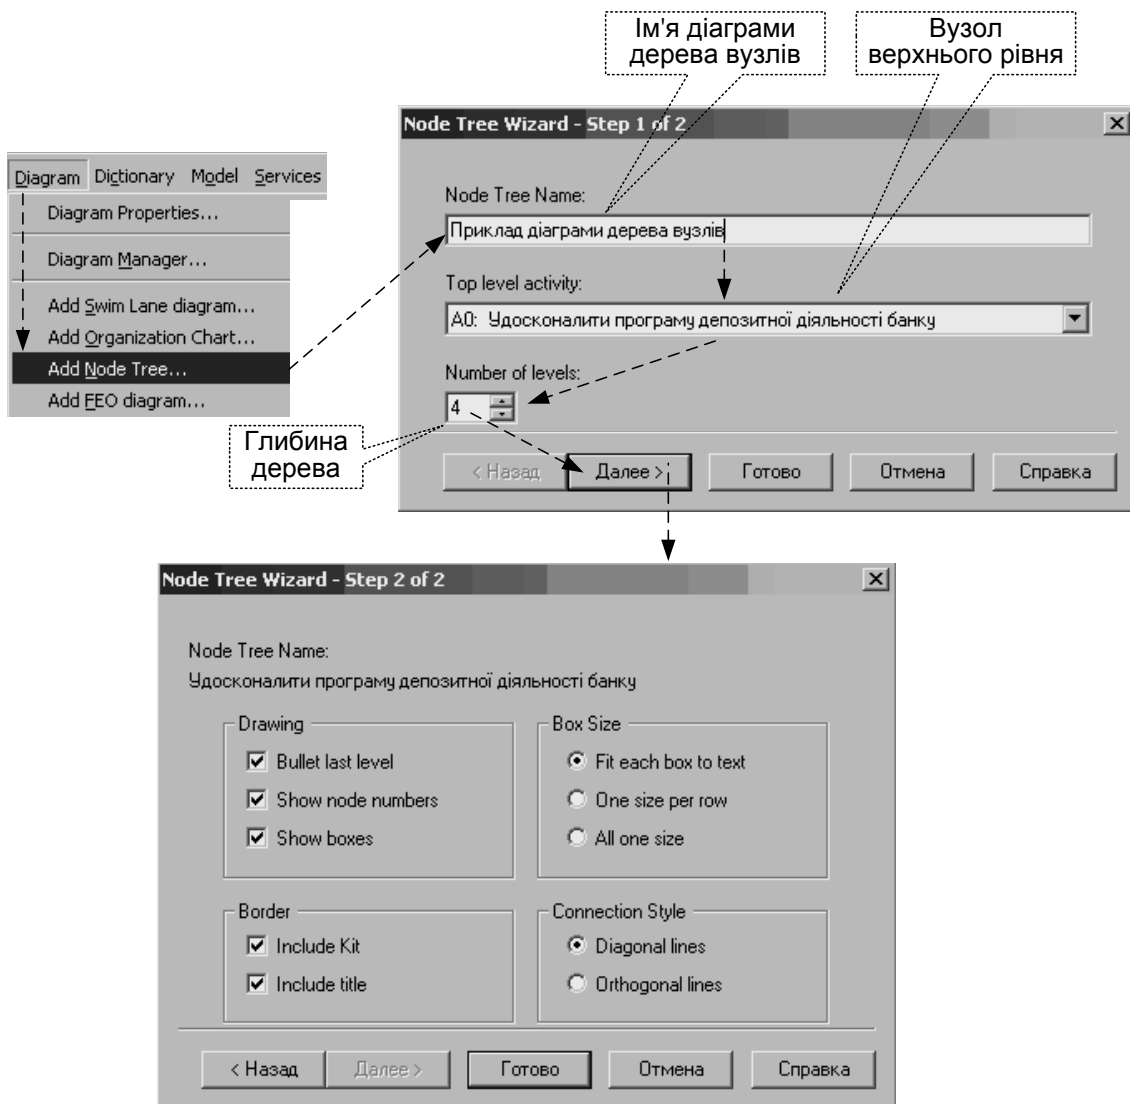 Ім'я діаграми
дерева вузлів
Вузол
верхнього рівня
Diagram Dictionary Model Services
Diagram Properties...
Diagram Manager...
Add Swim Lane diagram...
Add Organization Chart...
Add Node Tree...
Add FEO diagram...
Node Tree Wizard - Step 1 of 2
Node Tree Name:
Приклад діаграми дерева вузлів
Top level activity:
A0: Удосконалити програму депозитної діяльності банку
Number of levels:
4
Глибина
дерева
< Назад Далее > Готово Отмена Справка
Node Tree Wizard - Step 2 of 2
Node Tree Name:
Удосконалити програму депозитної діяльності банку
Drawing
Bullet last level
Show node numbers
Show boxes
Box Size
Fit each box to text
One size per row
All one size
Border
Include Kit
Include title
Connection Style
Diagonal lines
Orthogonal lines
< Назад Далее > Готово Отмена Справка